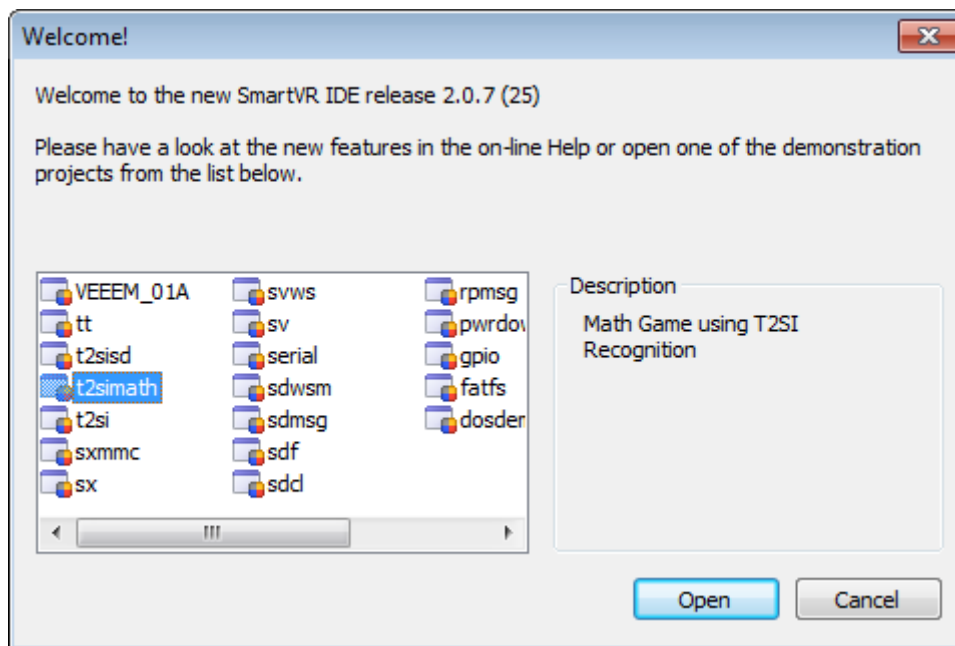 Welcome!
Welcome to the new SmartVR IDE release 2.0.7 (25)
Please have a look at the new features in the on-line Help or open one of the demonstration
projects from the list below.
VEEEM_01A
tt
t2sisd
t2simath
t2si
sxmmc
sx
svws
sv
serial
sdwsm
sdmsg
sdf
sdcl
rpmsg
pwrdov
gpio
fatfs
dosder
Description
Math Game using T2SI
Recognition
Open
Cancel